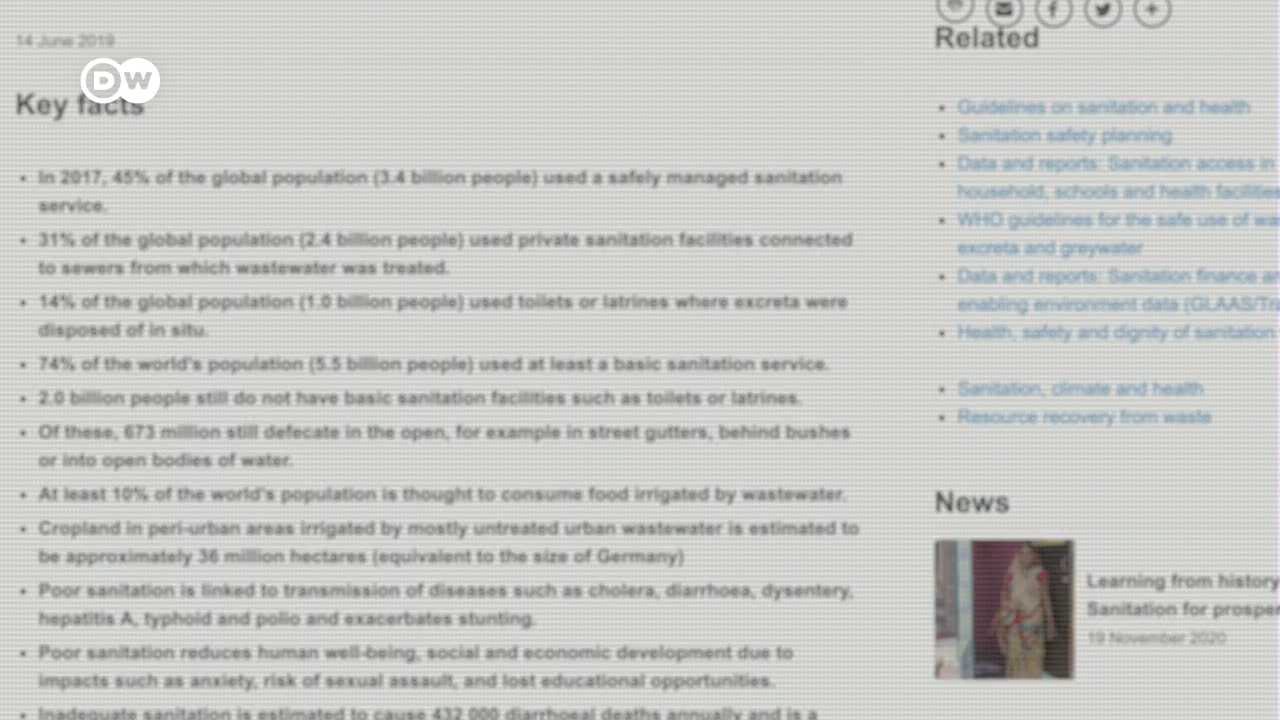 14 June 2019
DW
Key facts
• In 2017, 45% of the global population (3.4 billion people) used a safely managed sanitation
service.
• 31% of the global population (2.4 billion people) used private sanitation facilities connected
to sewers from which wastewater was treated.
• 14% of the global population (1.0 billion people) used toilets or latrines where excreta were
disposed of in situ.
• 74% of the world's population (5.5 billion people) used at least a basic sanitation service.
• 2.0 billion people still do not have basic sanitation facilities such as toilets or latrines.
• Of these, 673 million still defecate in the open, for example in street gutters, behind bushes
or into open bodies of water.
• At least 10% of the world's population is thought to consume food irrigated by wastewater.
• Cropland in peri-urban areas irrigated by mostly untreated urban wastewater is estimated to
be approximately 36 million hectares (equivalent to the size of Germany)
• Poor sanitation is linked to transmission of diseases such as cholera, diarrhoea, dysentery,
hepatitis A, typhoid and polio and exacerbates stunting.
• Poor sanitation reduces human well-being, social and economic development due to
impacts such as anxiety, risk of sexual assault, and lost educational opportunities.
• Inadequate sanitation is estimated to cause 432 000 diarrhoeal deaths annually and is a
Related
• Guidelines on sanitation and health
• Sanitation safety planning
• Data and reports: Sanitation access in
household, schools and health facilities
• WHO guidelines for the safe use of wa
excreta and greywater
• Data and reports: Sanitation finance an
enabling environment data (GLAAS/Tr
• Health, safety and dignity of sanitation
• Sanitation, climate and health
• Resource recovery from waste
News
Learning from history
Sanitation for prosper
19 November 2020